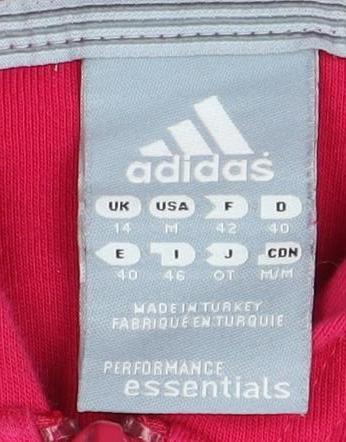 adidas
UK USA F D
14 M 42 40
E I J CDN
40 46 OT M/M
MADE IN TURKEY
FABRIQUÉ EN TURQUIE
PERFORMANCE
essentials